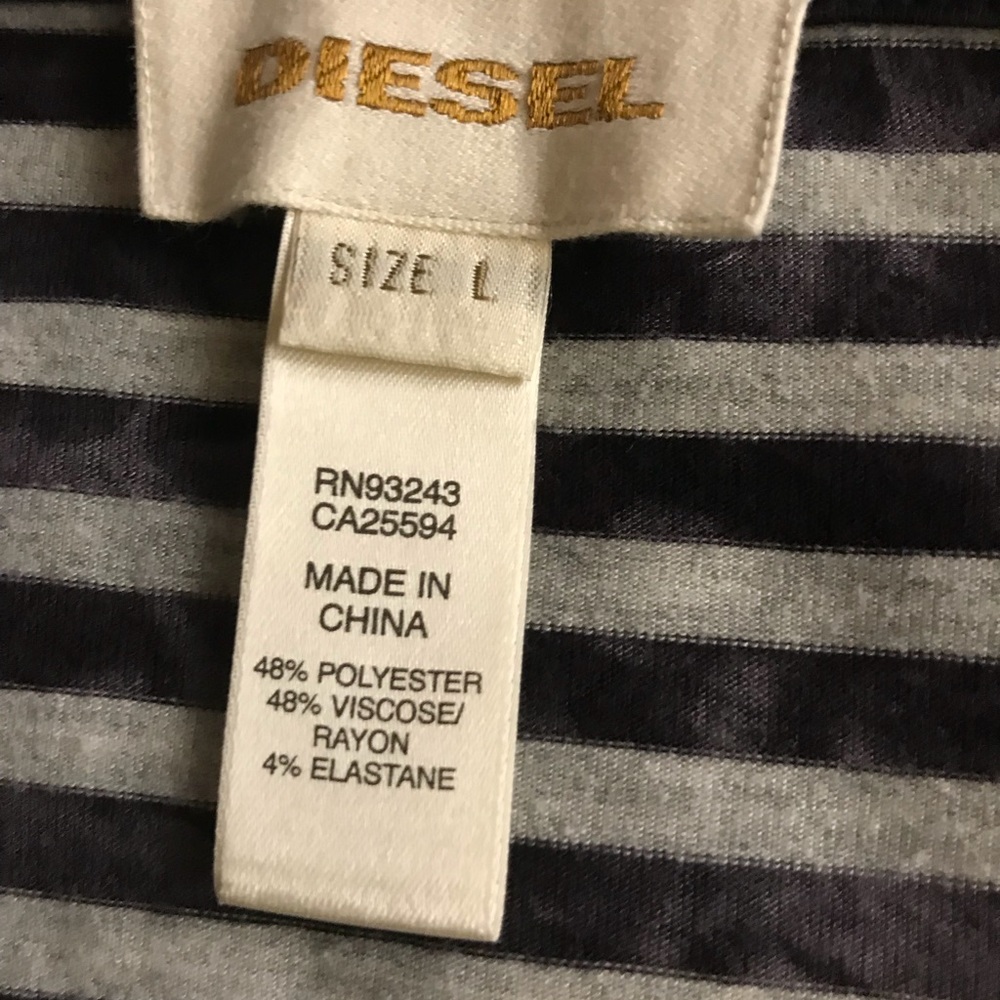 DIESEL
SIZE L
RN93243
CA25594
MADE IN
CHINA
48% POLYESTER
48% VISCOSE/
RAYON
4% ELASTANE